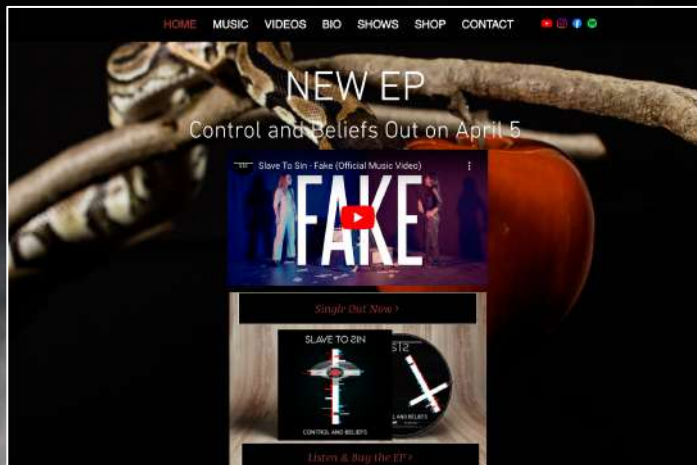 HOME MUSIC VIDEOS BIO SHOWS SHOP CONTACT
NEW EP
Control and Beliefs Out on April 5
Slave To Sin - Fake (Official Music Video)
FAKE
Single Out Now >
SLAVE TO SIN
CONTROL AND BELIEFS
Listen & Buy the EP >